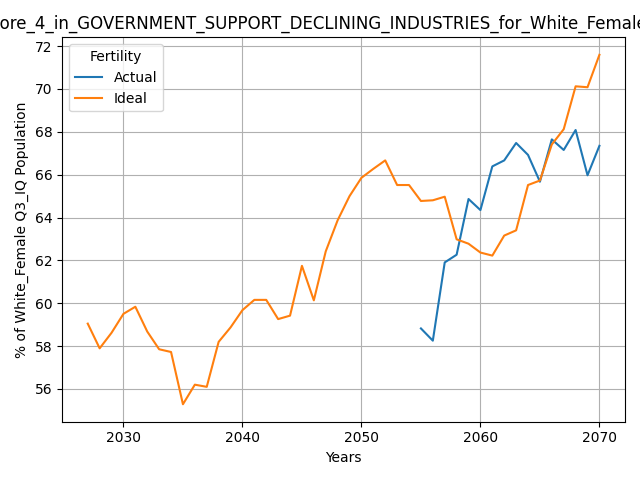 ore_4_in_GOVERNMENT_SUPPORT_DECLINING_INDUSTRIES_for_White_Female
Fertility
Actual
Ideal
% of White_Female Q3_IQ Population
72
70
68
66
64
62
60
58
56
2030 2040 2050 2060 2070
Years